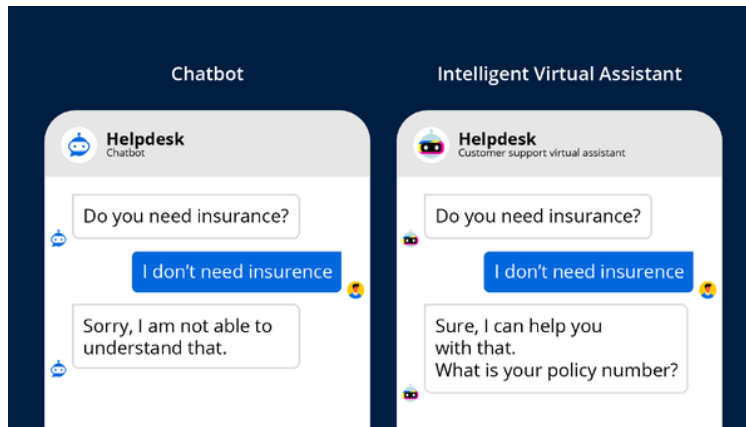 Chatbot
Helpdesk
Chatbot
Do you need insurance?
I don't need insurence
Sorry, I am not able to
understand that.
Intelligent Virtual Assistant
Helpdesk
Customer support virtual assistant
Do you need insurance?
I don't need insurence
Sure, I can help you
with that.
What is your policy number?